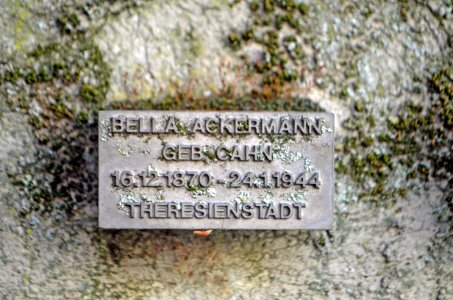 BELLA ACKERMANN
GEB. CAHN
16.12.1870 - 24.1.1944
THERESIENSTADT